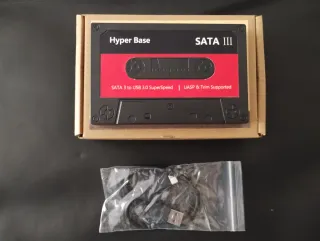 Hyper Base SATA III
SATA 3 to USB 3.0 SuperSpeed | UASP & Trim Supported